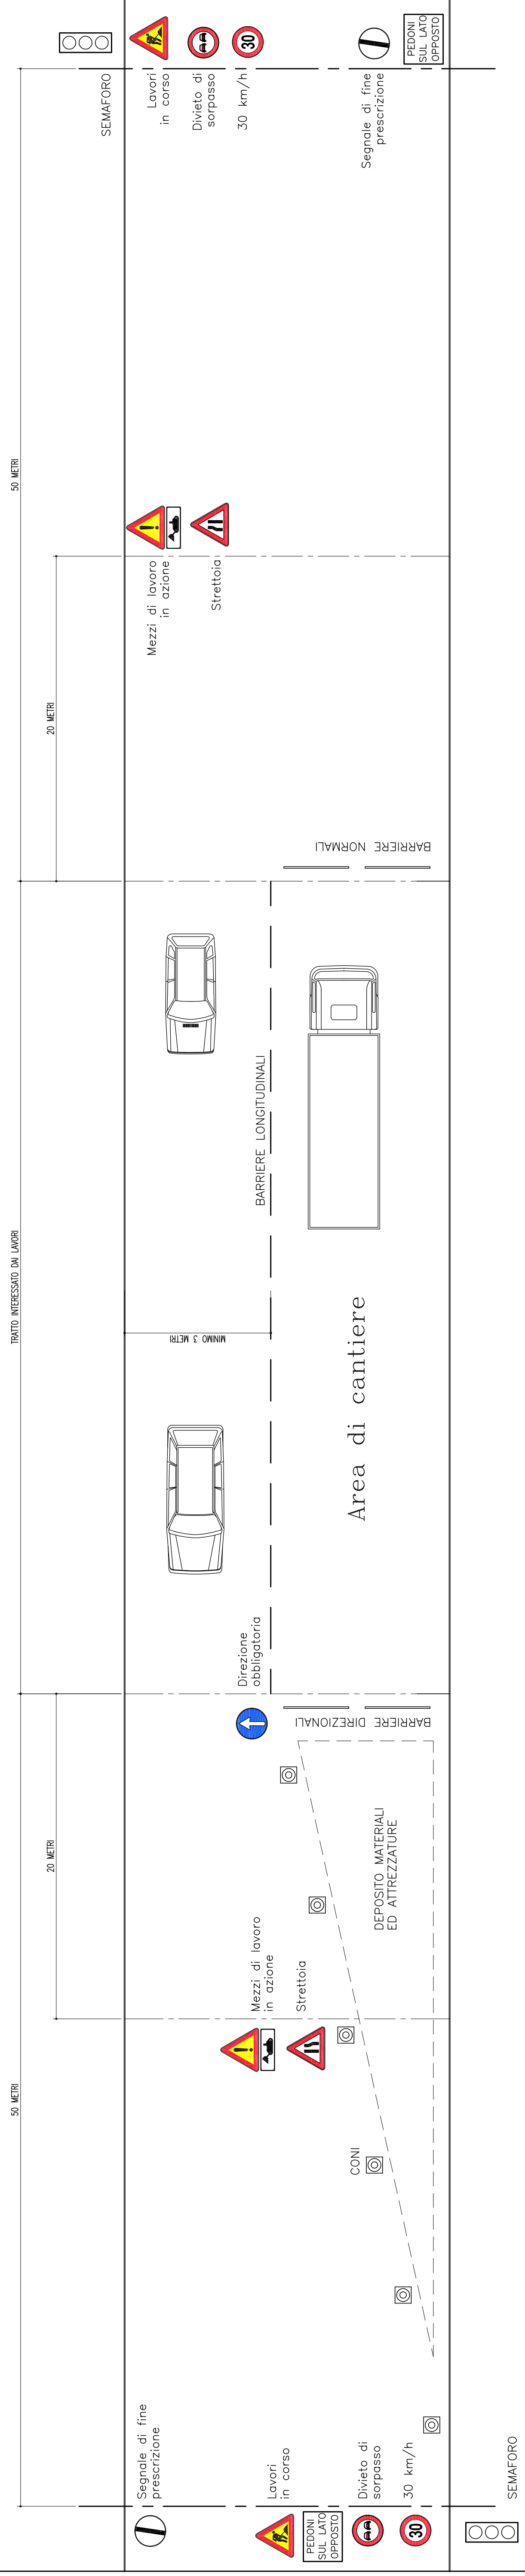 PEDONI
SUL LATO
OPPOSTO
30
SEMAFORO
Lavori
in corso
Divieto di
sorpasso
30 km/h
Segnale di fine
prescrizione
50 METRI
Mezzi di lavoro
in azione
Strettoia
20 METRI
BARRIERE NORMALI
BARRIERE LONGITUDINALI
TRATTO INTERESSATO DAI LAVORI
MINIMO 3 METRI
Area di cantiere
Direzione
obbligatoria
BARRIERE DIREZIONALI
20 METRI
DEPOSITO MATERIALI
ED ATTREZZATURE
Mezzi di lavoro
in azione
Strettoia
50 METRI
CONI
Segnale di fine
prescrizione
Lavori
in corso
Divieto di
sorpasso
30 km/h
PEDONI
SUL LATO
OPPOSTO
30
SEMAFORO